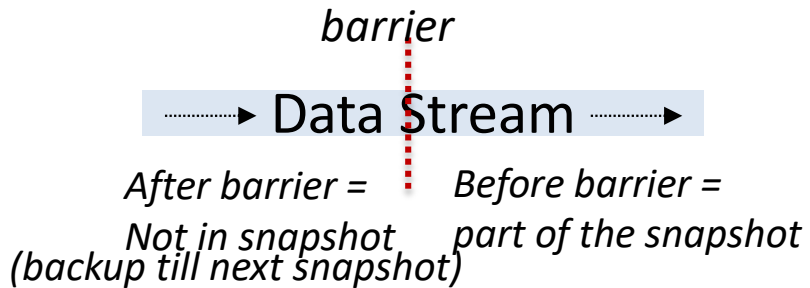 barrier
Data Stream
After barrier =
Not in snapshot
(backup till next snapshot)
Before barrier =
part of the snapshot